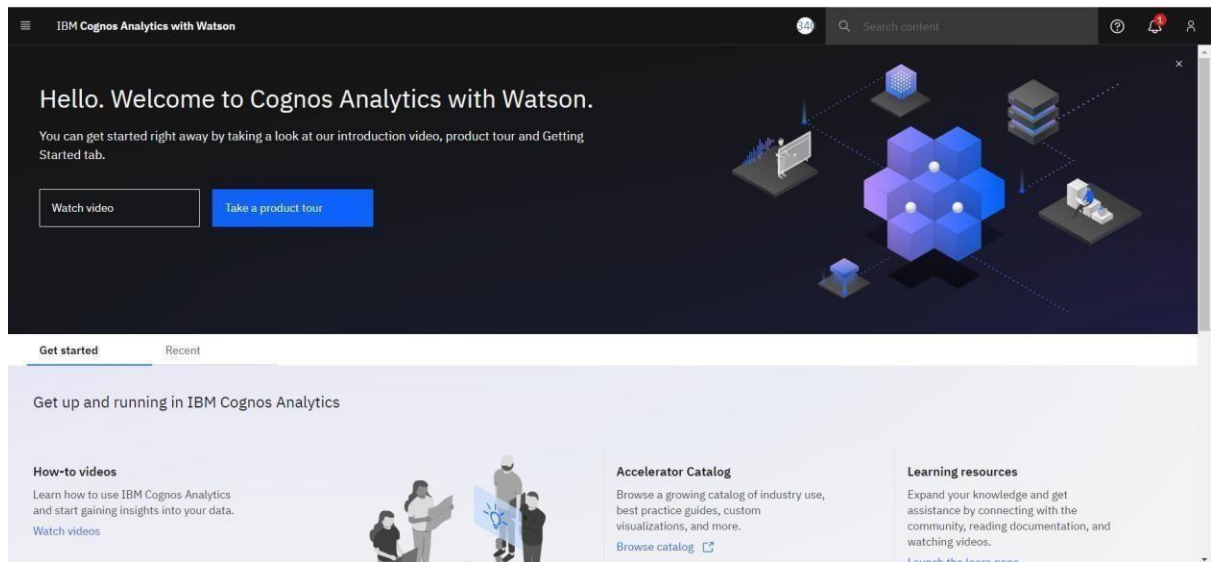 IBM Cognos Analytics with Watson
Search content
1
Hello. Welcome to Cognos Analytics with Watson.
You can get started right away by taking a look at our introduction video, product tour and Getting
Started tab.
Watch video
Take a product tour
Get started
Recent
Get up and running in IBM Cognos Analytics
How-to videos
Learn how to use IBM Cognos Analytics
and start gaining insights into your data.
Watch videos
Accelerator Catalog
Browse a growing catalog of industry use,
best practice guides, custom
visualizations, and more.
Browse catalog
Learning resources
Expand your knowledge and get
assistance by connecting with the
community, reading documentation, and
watching videos.
Launch the learn pane